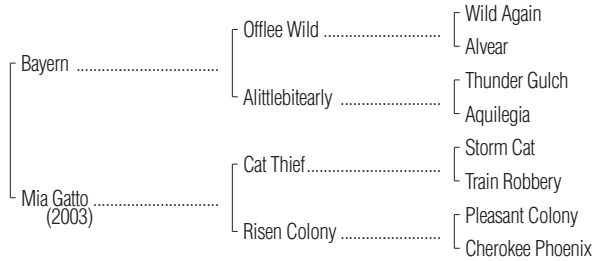 Wild Again
Offlee Wild
Alvear
Bayern
Thunder Gulch
Alittlebitearly
Aquilegia
Storm Cat
Cat Thief
Train Robbery
Mia Gatto
(2003)
Pleasant Colony
Risen Colony
Cherokee Phoenix